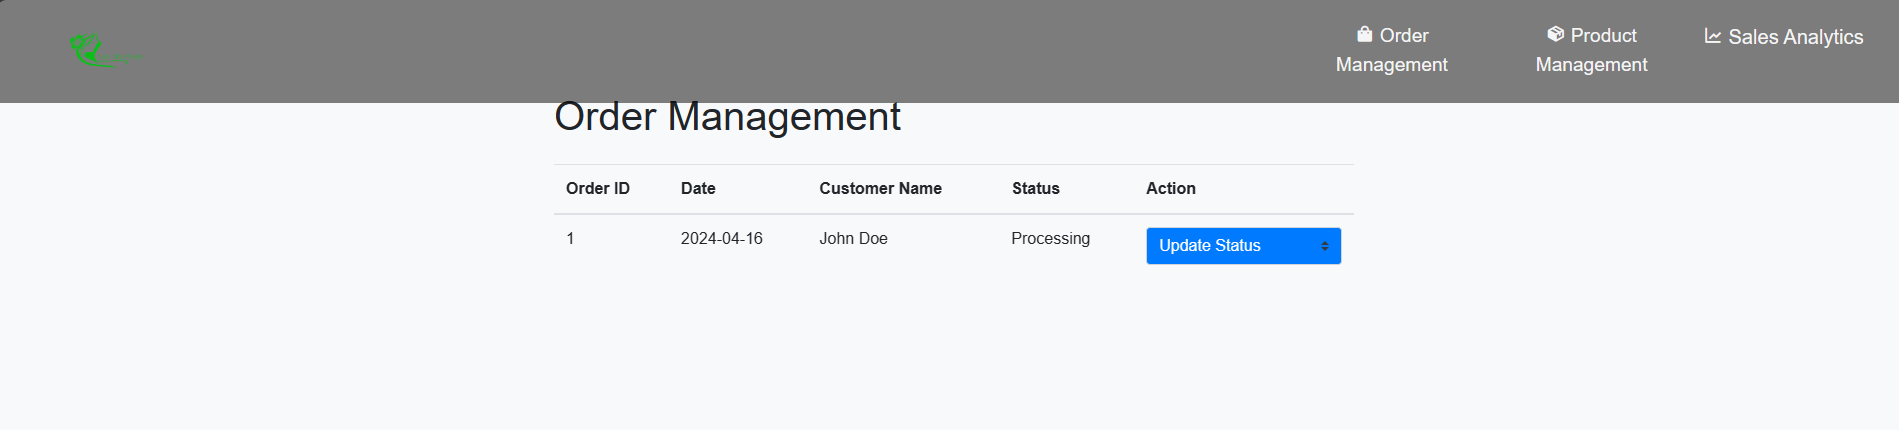 Order
Management
Product
Management
Sales Analytics
Order Management
Order ID Date Customer Name Status Action
1 2024-04-16 John Doe Processing Update Status